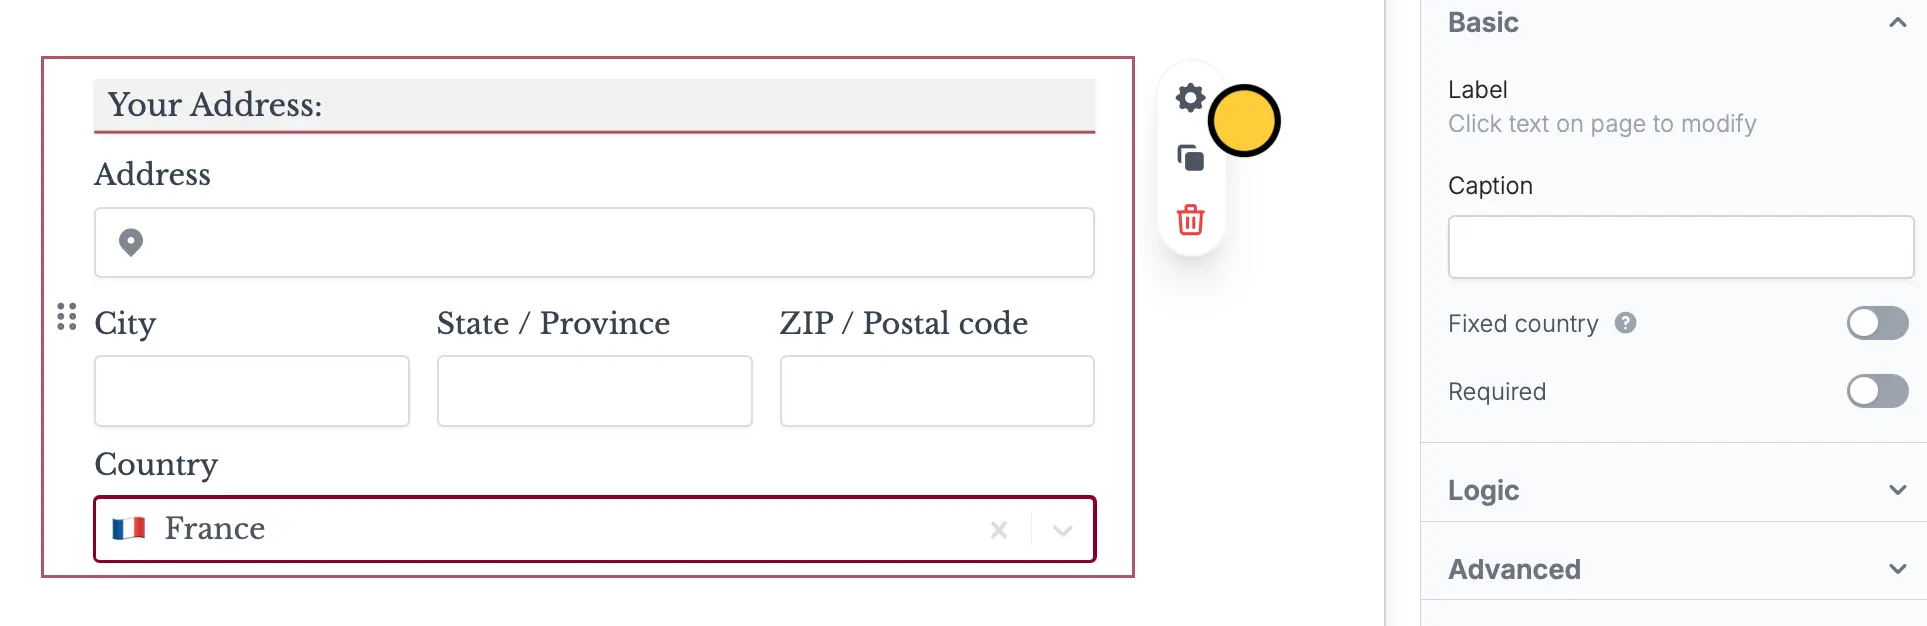 Your Address:
Address
City
State / Province
ZIP / Postal code
Country
France
Basic
Label
Click text on page to modify
Caption
Fixed country ?
Required
Logic
Advanced